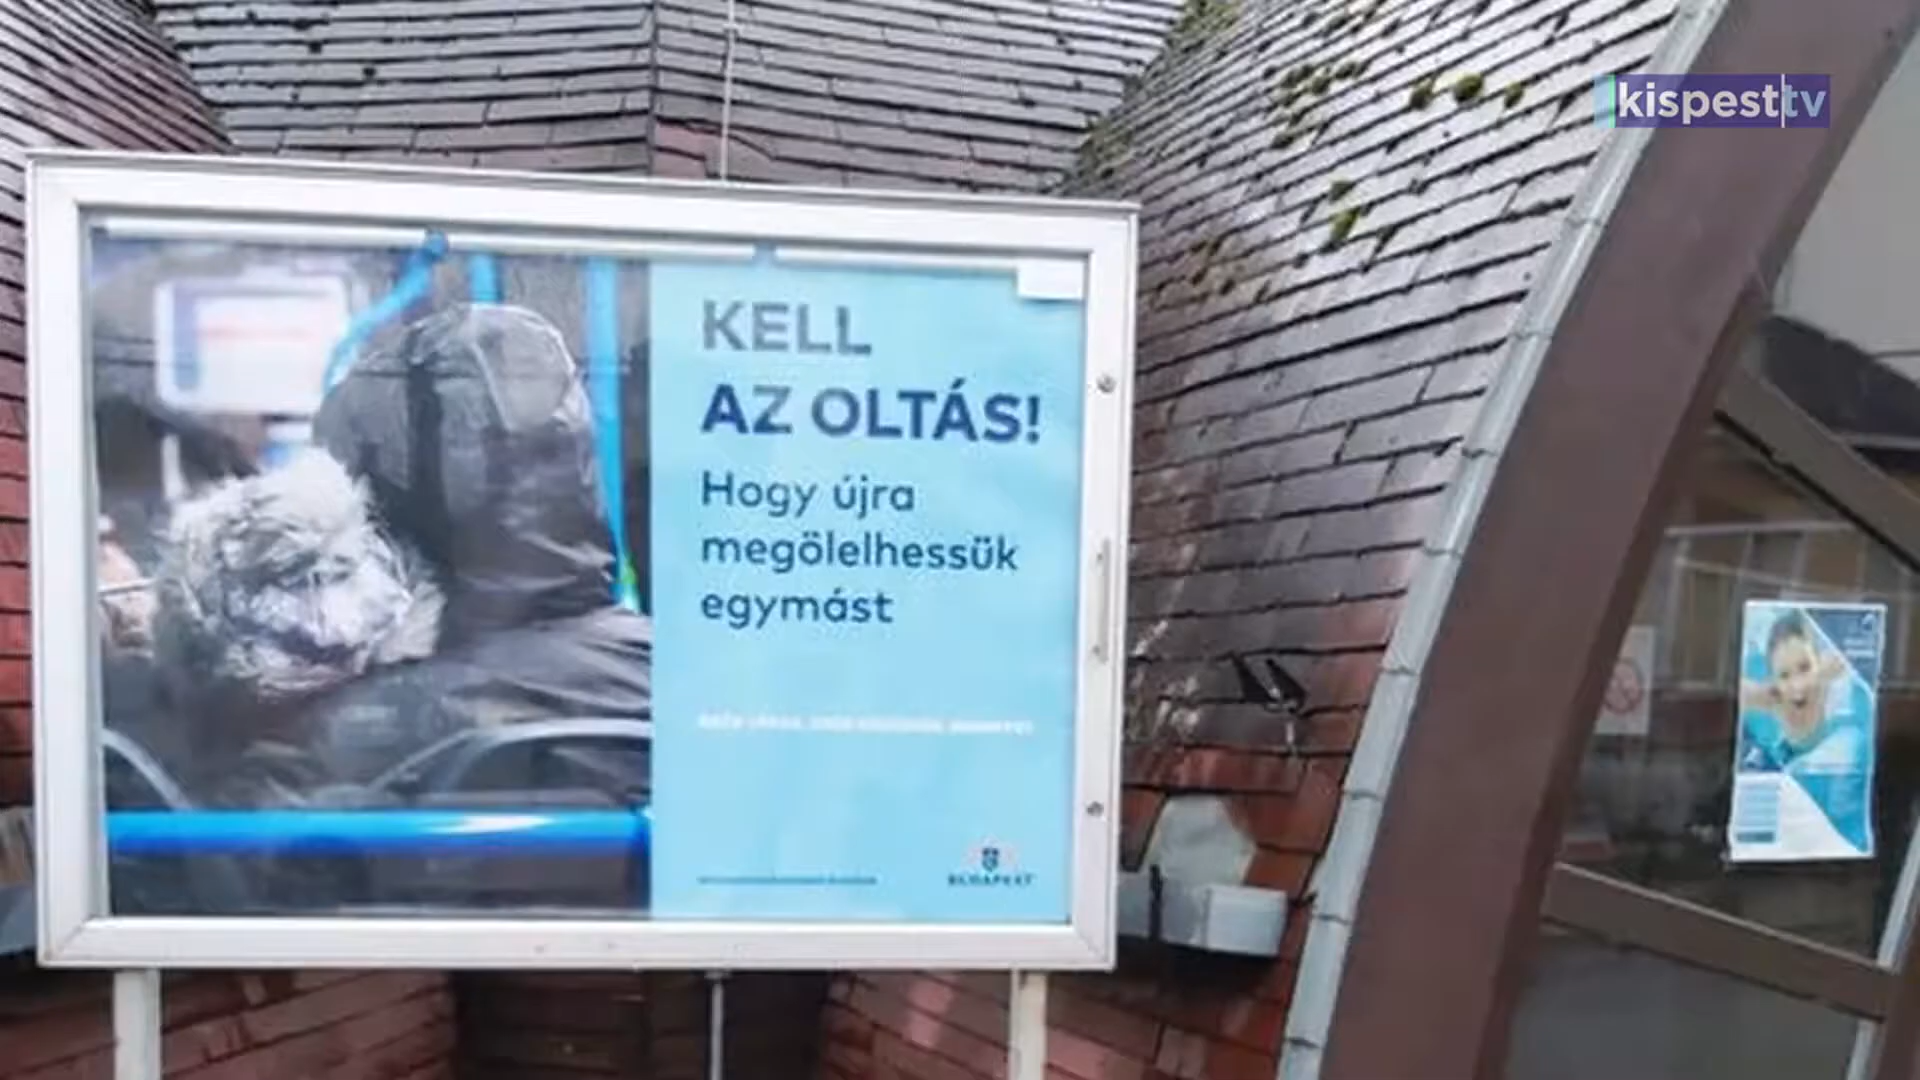 kispest tv
KELL
AZ OLTÁS!
Hogy újra
megölelhessük
egymást
BUDAPEST